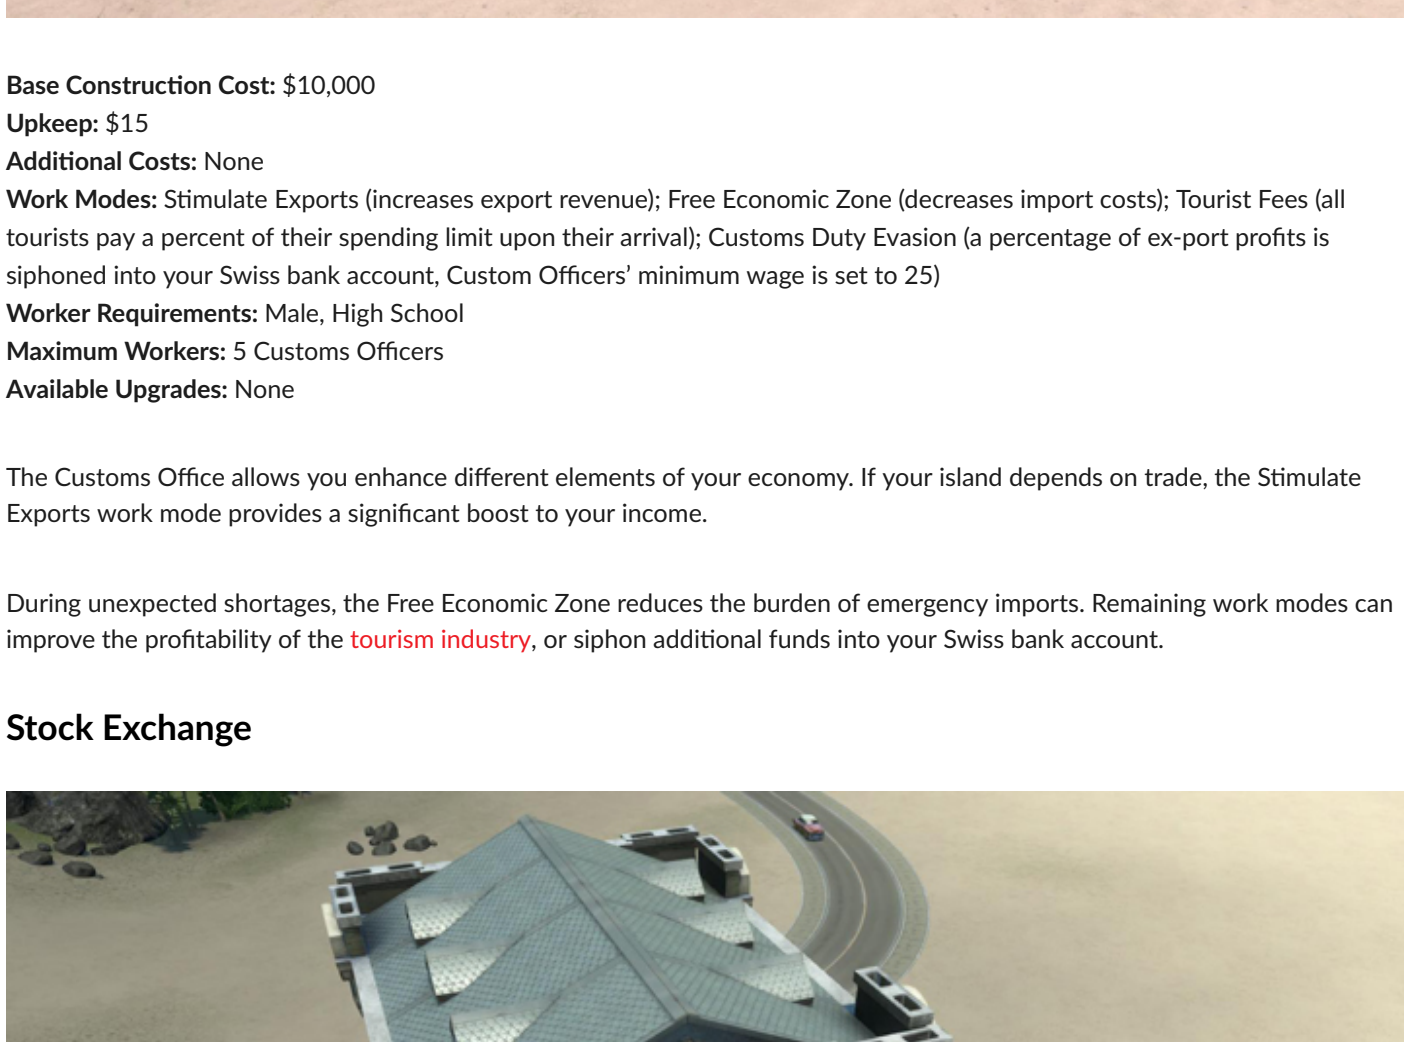 Base Construction Cost: $10,000
Upkeep: $15
Additional Costs: None
Work Modes: Stimulate Exports (increases export revenue); Free Economic Zone (decreases import costs); Tourist Fees (all
tourists pay a percent of their spending limit upon their arrival); Customs Duty Evasion (a percentage of ex-port profits is
siphoned into your Swiss bank account, Custom Officers’ minimum wage is set to 25)
Worker Requirements: Male, High School
Maximum Workers: 5 Customs Officers
Available Upgrades: None
The Customs Office allows you enhance different elements of your economy. If your island depends on trade, the Stimulate
Exports work mode provides a significant boost to your income.
During unexpected shortages, the Free Economic Zone reduces the burden of emergency imports. Remaining work modes can
improve the profitability of the tourism industry, or siphon additional funds into your Swiss bank account.
Stock Exchange